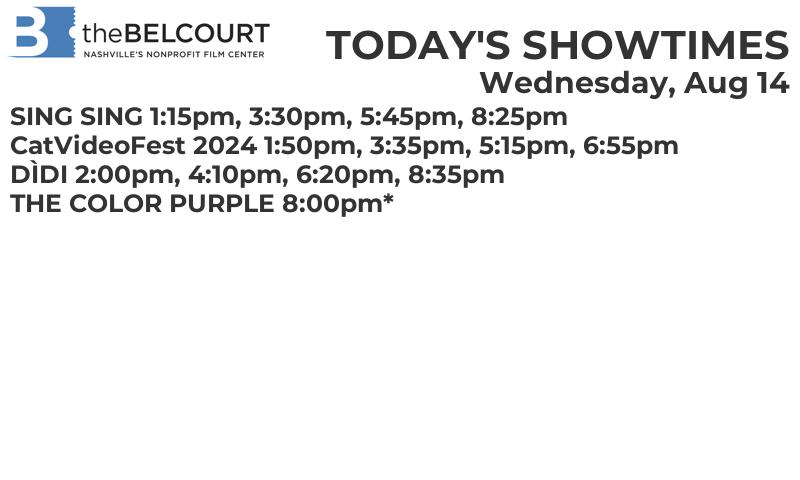 B theBELCOURT
NASHVILLE'S NONPROFIT FILM CENTER
TODAY'S SHOWTIMES
Wednesday, Aug 14
SING SING 1:15pm, 3:30pm, 5:45pm, 8:25pm
CatVideoFest 2024 1:50pm, 3:35pm, 5:15pm, 6:55pm
DÌDI 2:00pm, 4:10pm, 6:20pm, 8:35pm
THE COLOR PURPLE 8:00pm*